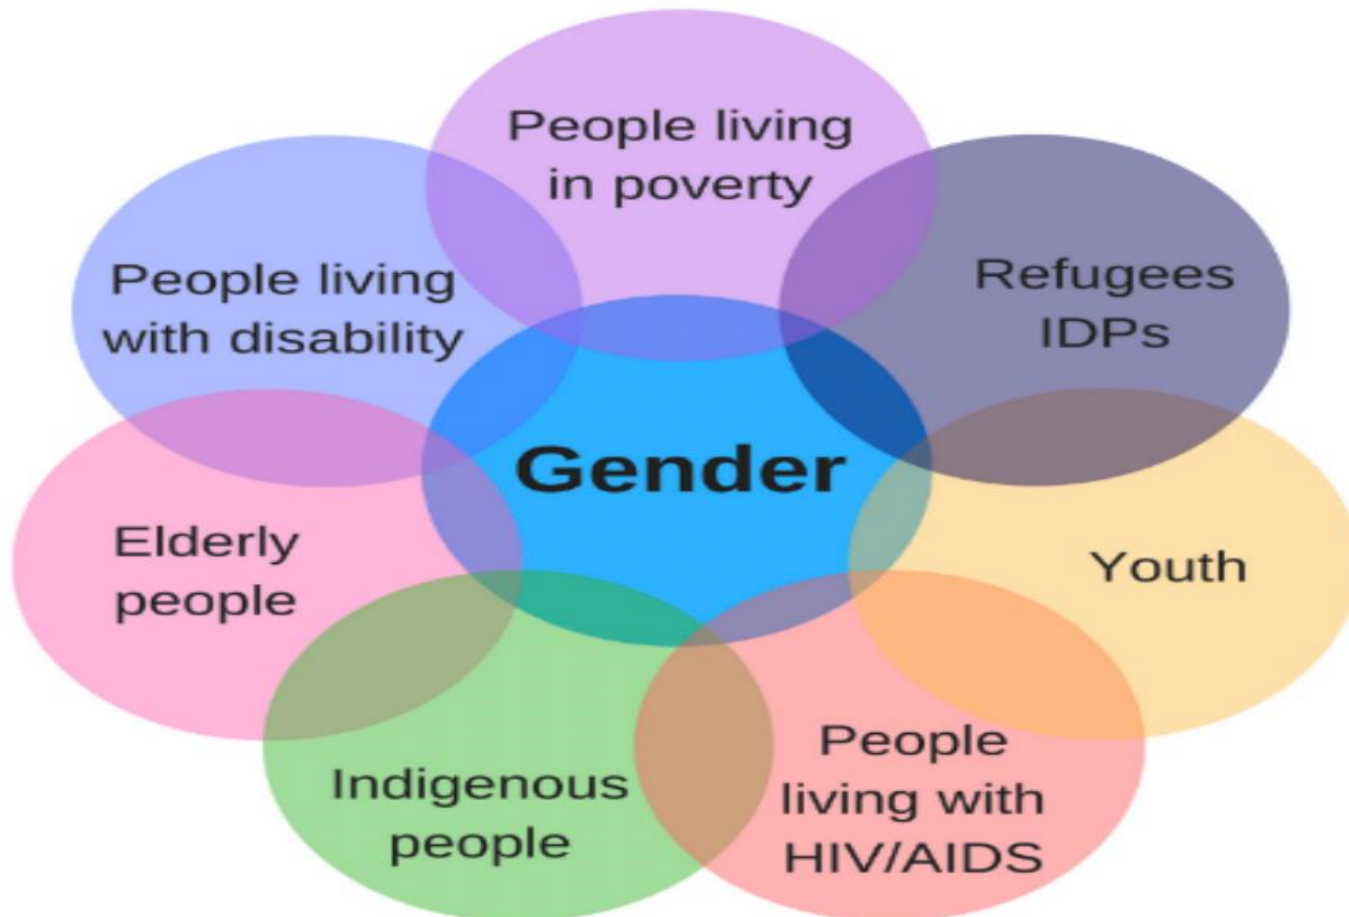 People living
in poverty
Refugees
IDPs
People living
with disability
Gender
Elderly
people
Youth
Indigenous
people
People
living with
HIV/AIDS